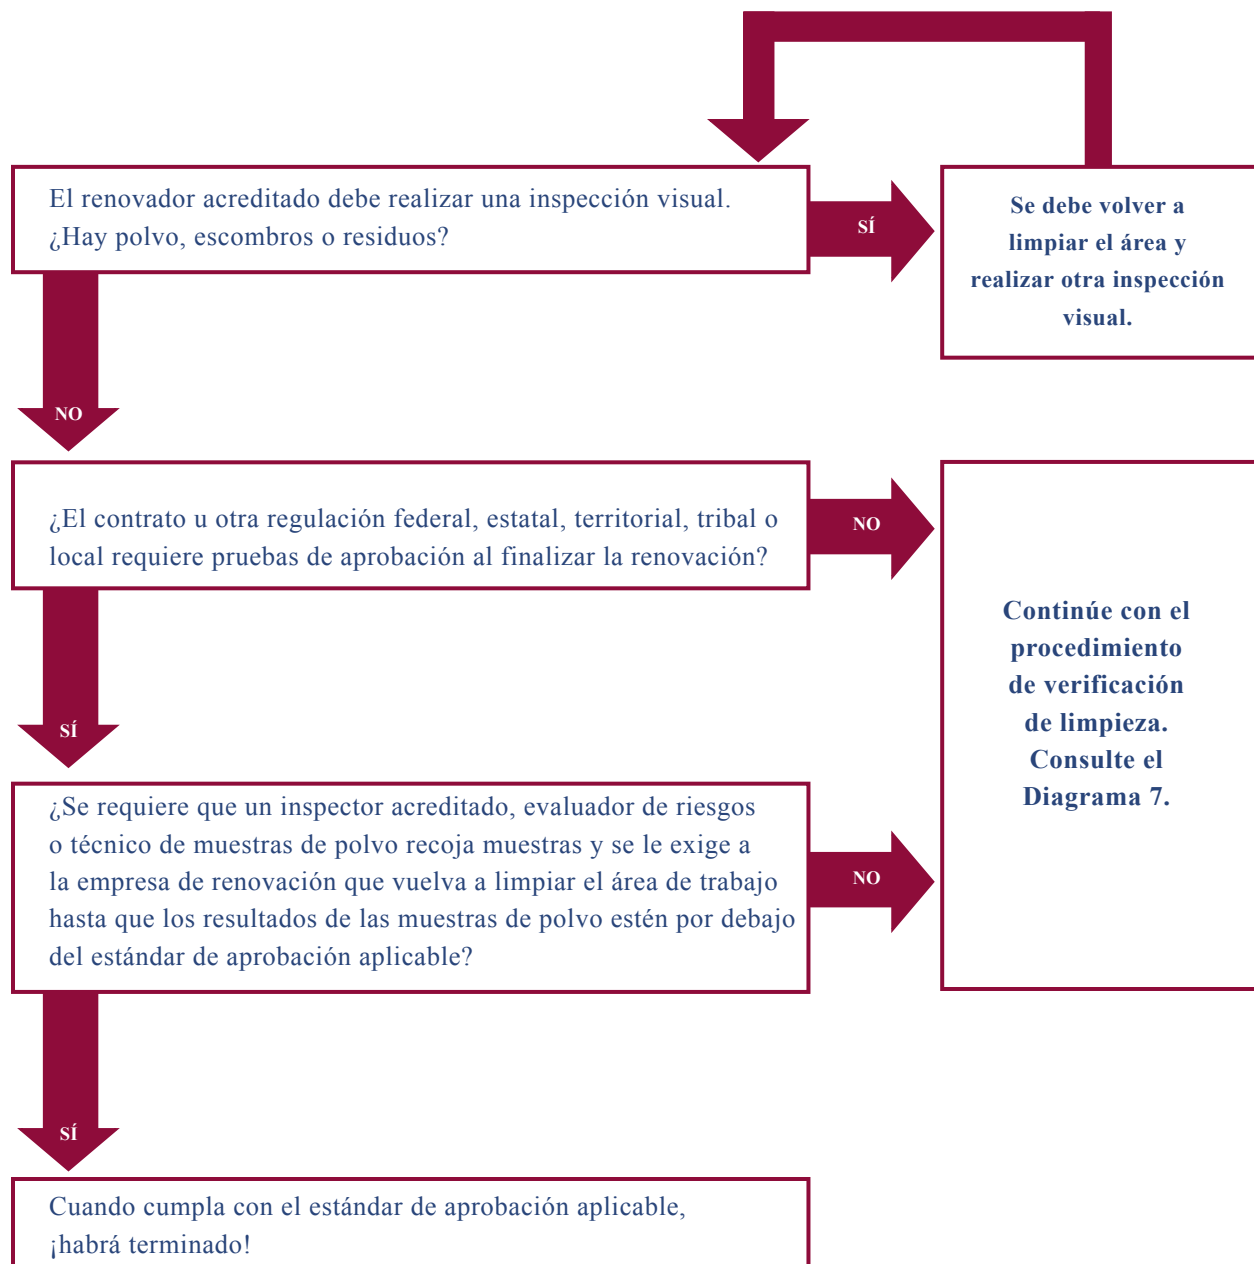 El renovador acreditado debe realizar una inspección visual.
¿Hay polvo, escombros o residuos?
SÍ
Se debe volver a
limpiar el área y
realizar otra inspección
visual.
NO
¿El contrato u otra regulación federal, estatal, territorial, tribal o
local requiere pruebas de aprobación al finalizar la renovación?
NO
Continúe con el
procedimiento
de verificación
de limpieza.
Consulte el
Diagrama 7.
SÍ
¿Se requiere que un inspector acreditado, evaluador de riesgos
o técnico de muestras de polvo recoja muestras y se le exige a
la empresa de renovación que vuelva a limpiar el área de trabajo
hasta que los resultados de las muestras de polvo estén por debajo
del estándar de aprobación aplicable?
NO
SÍ
Cuando cumpla con el estándar de aprobación aplicable,
¡habrá terminado!